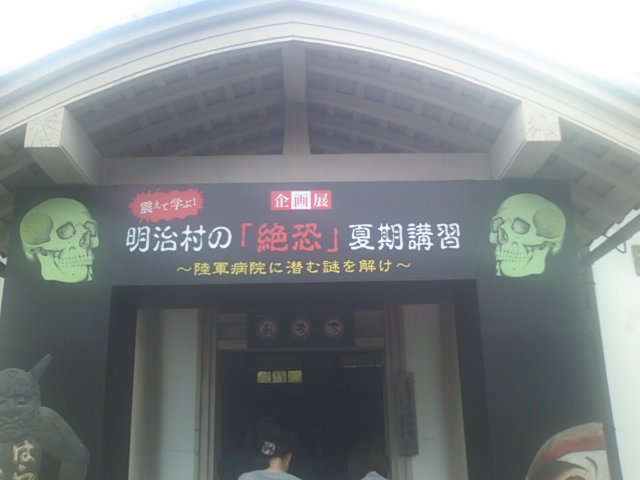 震えて学ぶ!
企画展
明治村の「絶恐」夏期講習
～陸軍病院に潜む謎を解け～